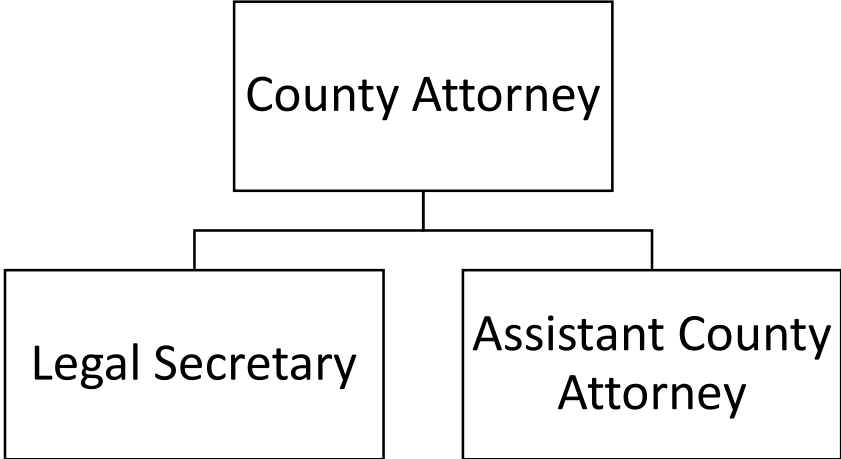 County Attorney
Legal Secretary
Assistant County
Attorney